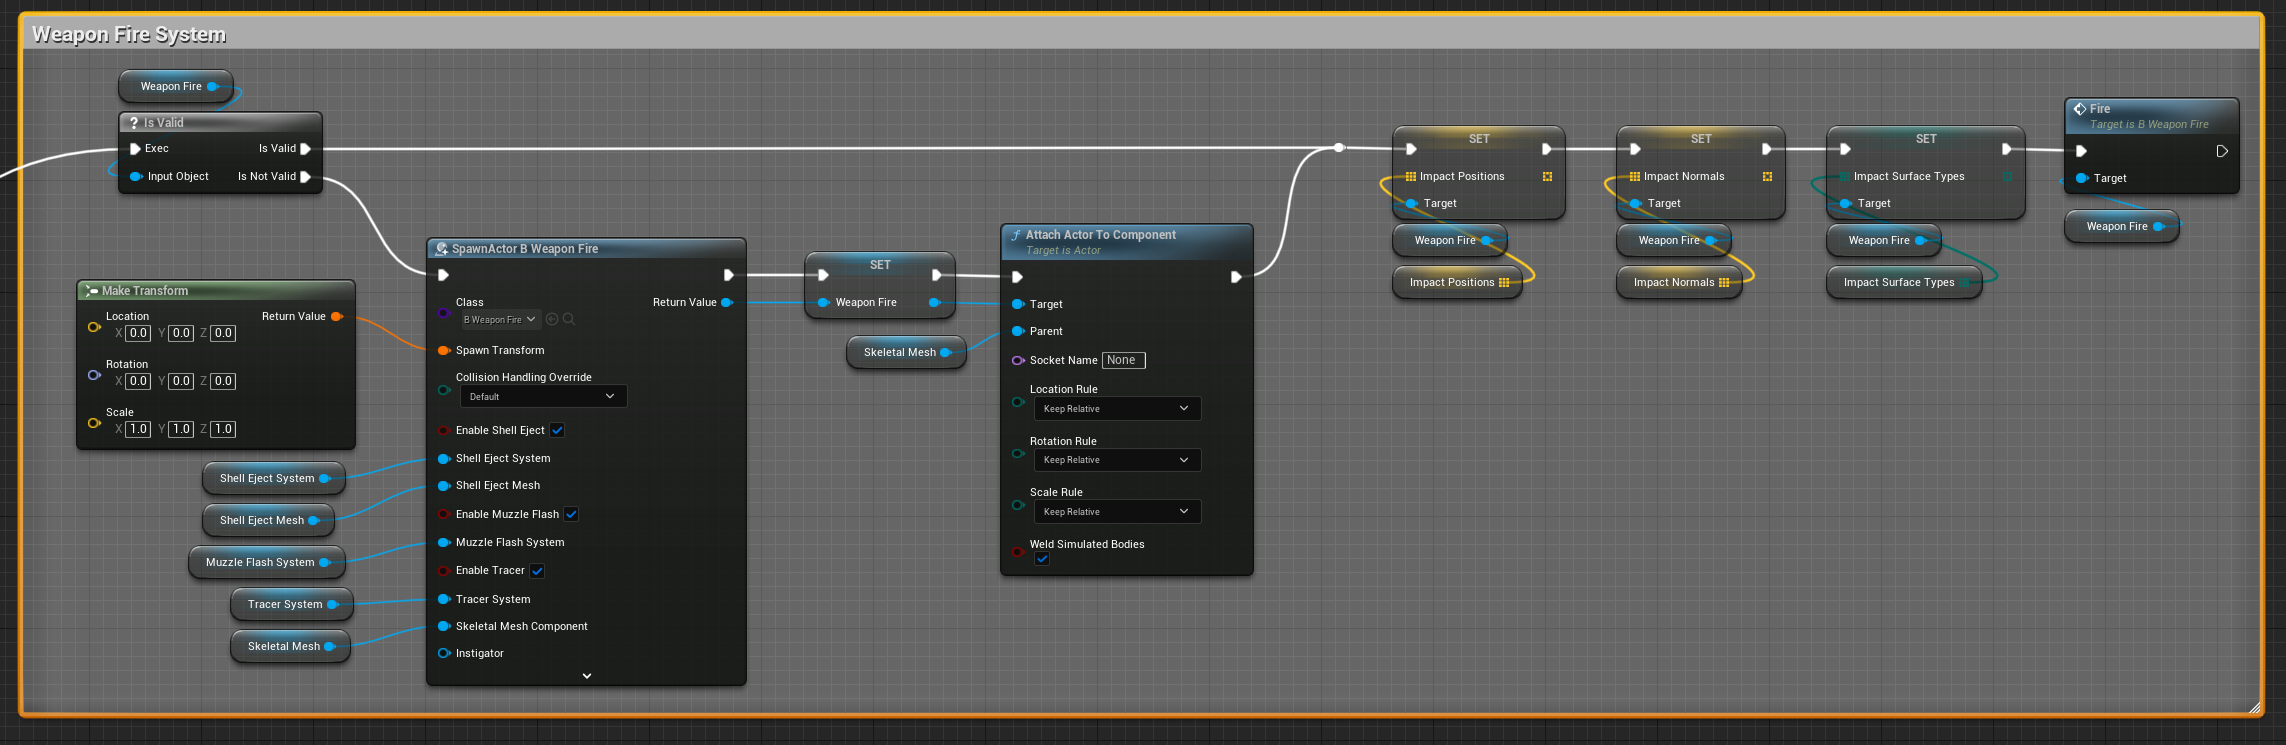 Weapon Fire System
Weapon Fire
? Is Valid
Exec Is Valid
Input Object Is Not Valid
Make Transform
Location Return Value
X 0.0 Y 0.0 Z 0.0
Rotation
X 0.0 Y 0.0 Z 0.0
Scale
X 1.0 Y 1.0 Z 1.0
Shell Eject System
Shell Eject Mesh
Muzzle Flash System
Tracer System
Skeletal Mesh
SpawnActor B Weapon Fire
Class
Return Value
B Weapon Fire
Spawn Transform
Collision Handling Override
Default
Enable Shell Eject
Shell Eject System
Shell Eject Mesh
Enable Muzzle Flash
Muzzle Flash System
Enable Tracer
Tracer System
Skeletal Mesh Component
Instigator
SET
Weapon Fire
Skeletal Mesh
f Attach Actor To Component
Target is Actor
Target
Parent
Socket Name None
Location Rule
Keep Relative
Rotation Rule
Keep Relative
Scale Rule
Keep Relative
Weld Simulated Bodies
SET
Impact Positions
Target
Weapon Fire
Impact Positions
SET
Impact Normals
Target
Weapon Fire
Impact Normals
SET
Impact Surface Types
Target
Weapon Fire
Impact Surface Types
Fire
Target is B Weapon Fire
Target
Weapon Fire